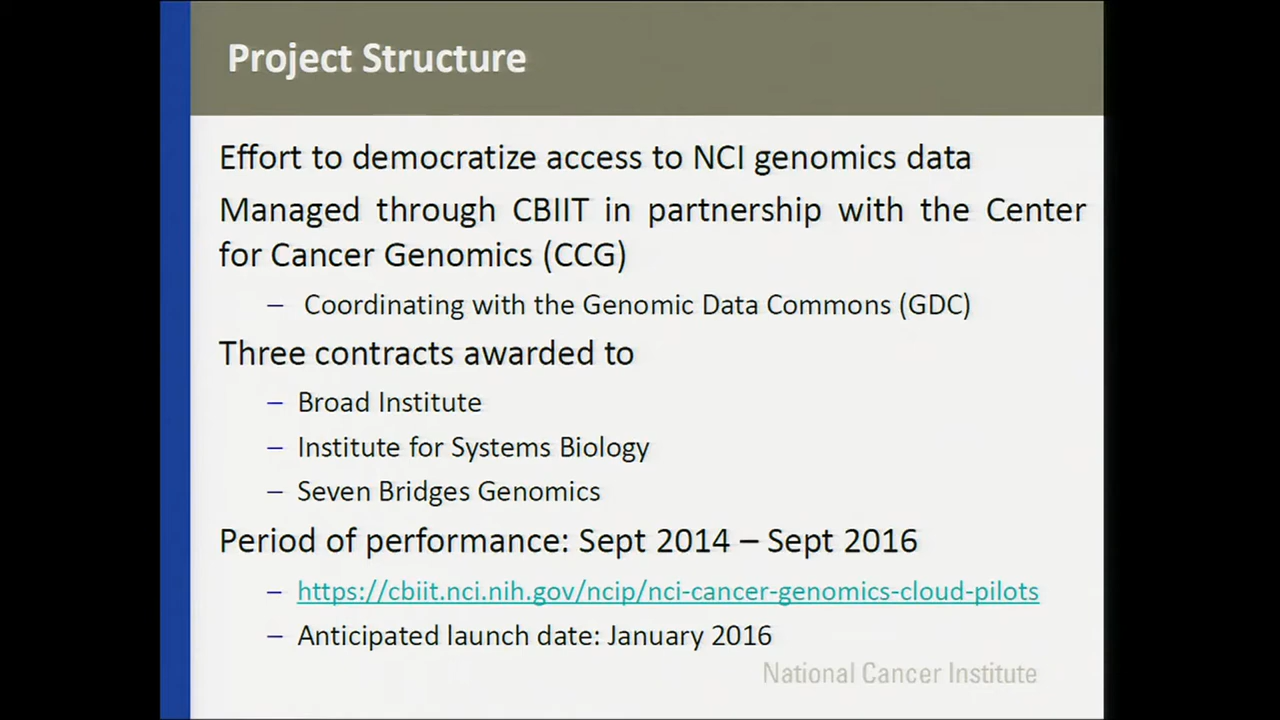 Project Structure
Effort to democratize access to NCI genomics data
Managed through CBIIT in partnership with the Center
for Cancer Genomics (CCG)
– Coordinating with the Genomic Data Commons (GDC)
Three contracts awarded to
– Broad Institute
– Institute for Systems Biology
– Seven Bridges Genomics
Period of performance: Sept 2014 – Sept 2016
– https://cbiit.nci.nih.gov/ncip/nci-cancer-genomics-cloud-pilots
– Anticipated launch date: January 2016
National Cancer Institute